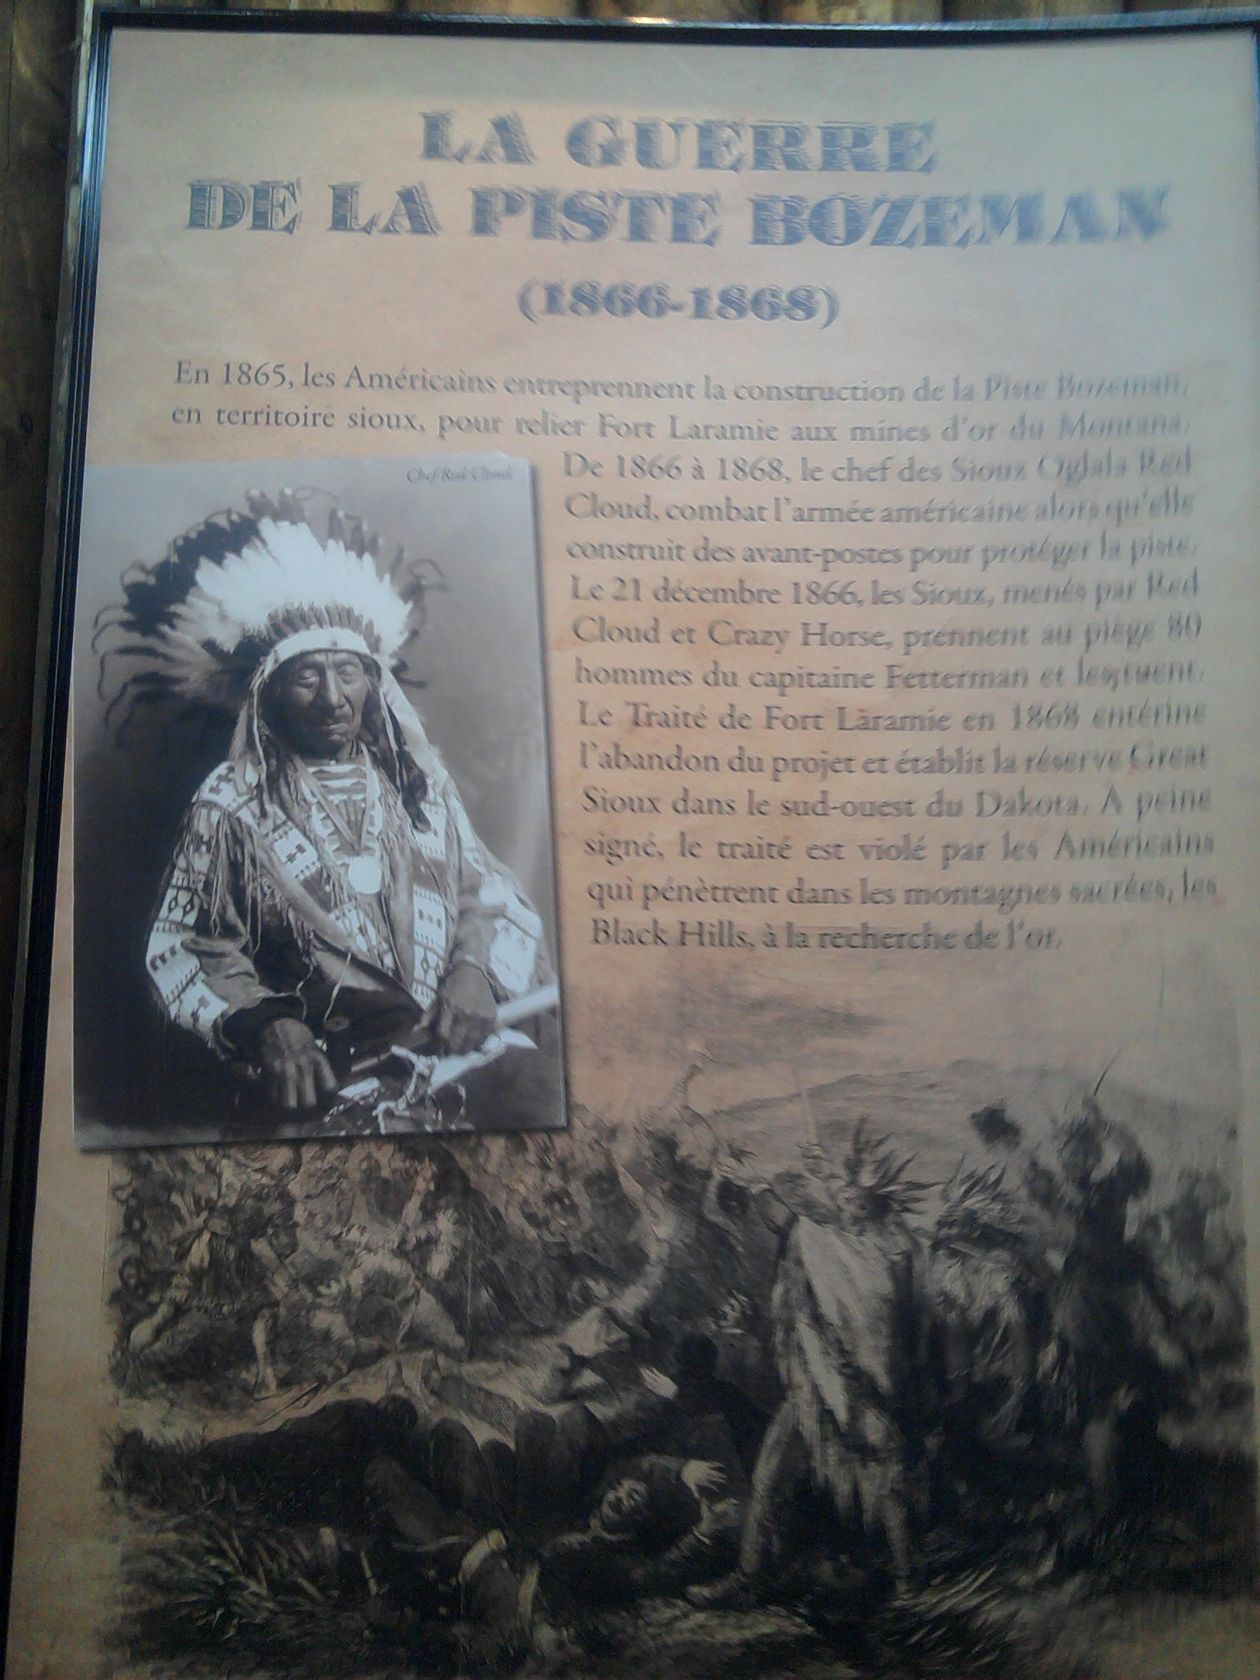 LA GUERRE
DE LA PISTE BOZEMAN
(1866-1868)
En 1865, les Américains entreprennent la construction de la Piste Bozeman,
en territoire sioux, pour relier Fort Laramie aux mines d'or du Montana.
Chef Red Cloud
De 1866 à 1868, le chef des Sioux Oglala Red
Cloud, combat l'armée américaine alors qu'elle
construit des avant-postes pour protéger la piste.
Le 21 décembre 1866, les Sioux, menés par Red
Cloud et Crazy Horse, prennent au piège 80
hommes du capitaine Fetterman et les tuent.
Le Traité de Fort Laramie en 1868 entérine
l'abandon du projet et établit la réserve Great
Sioux dans le sud-ouest du Dakota. À peine
signé, le traité est violé par les Américains
qui pénètrent dans les montagnes sacrées, les
Black Hills, à la recherche de l'or.